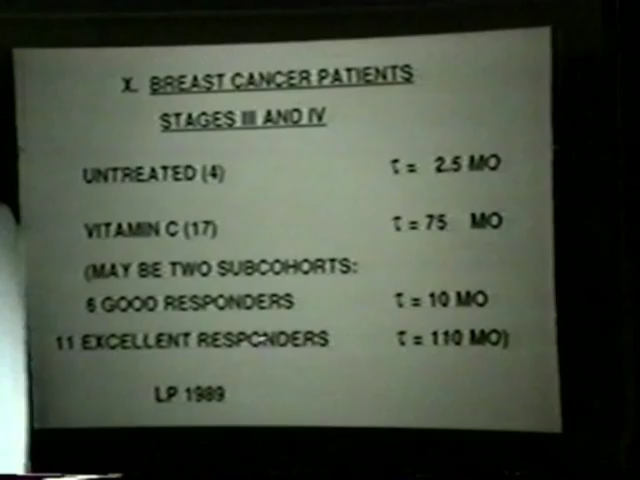 X. BREAST CANCER PATIENTS
STAGES III AND IV
UNTREATED (4) τ = 2.5 MO
VITAMIN C (17) τ = 75 MO
(MAY BE TWO SUBCOHORTS:
6 GOOD RESPONDERS τ = 10 MO
11 EXCELLENT RESPONDERS τ = 110 MO)
LP 1989